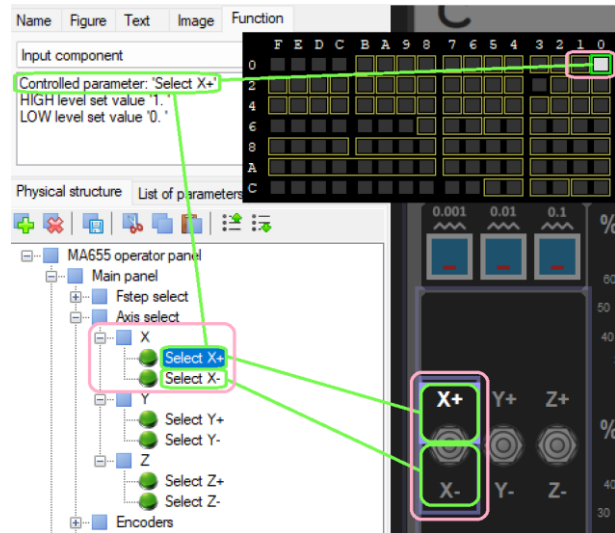 Name Figure Text Image Function
Input component
Controlled parameter: 'Select X+'
HIGH level set value '1. '
LOW level set value '0. '
F E D C B A 9 8 7 6 5 4 3 2 1 0
0
2
4
6
8
A
C
Physical structure List of parameters
MA655 operator panel
Main panel
Fstep select
Axis select
X
Select X+
Select X-
Y
Select Y+
Select Y-
Z
Select Z+
Select Z-
Encoders
C
0.001 0.01 0.1
%
60
50
40
X+ Y+ Z+
%
X- Y- Z-
40
30